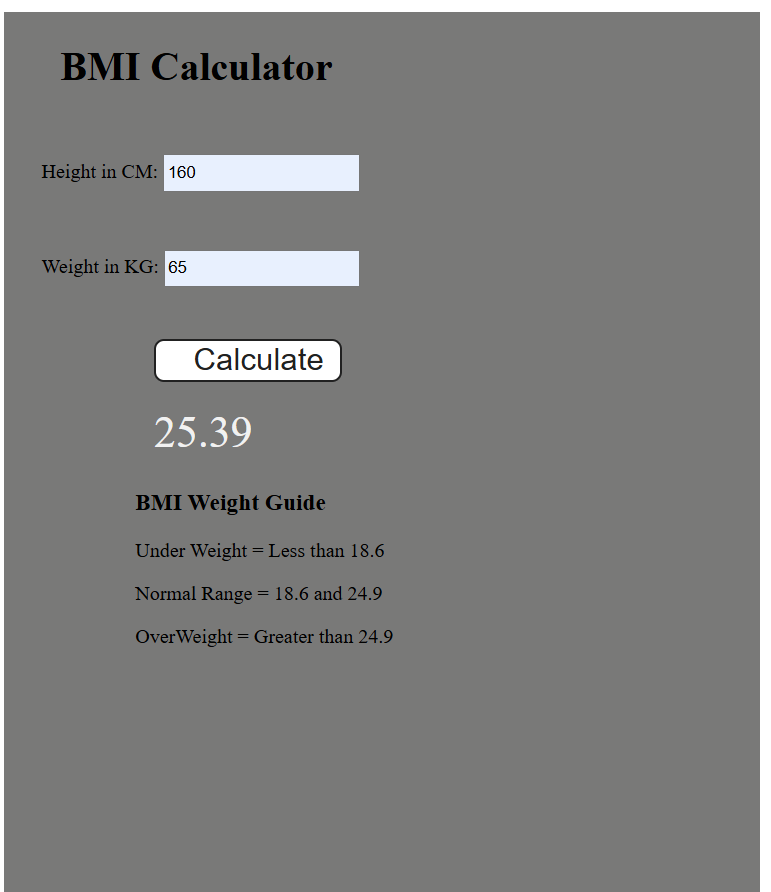 BMI Calculator
Height in CM: 160
Weight in KG: 65
Calculate
25.39
BMI Weight Guide
Under Weight = Less than 18.6
Normal Range = 18.6 and 24.9
OverWeight = Greater than 24.9